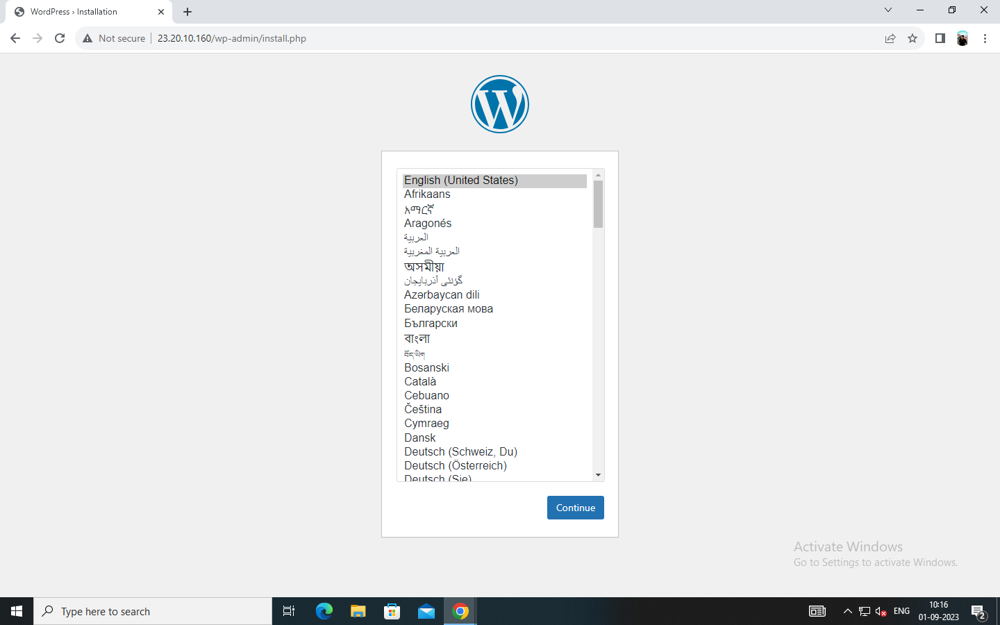 WordPress › Installation
Not secure
23.20.10.160/wp-admin/install.php
English (United States)
Afrikaans
አማርኛ
Aragonés
العربية
العربية المغربية
অসমীয়া
گؤنئی آذربایجان
Azərbaycan dili
Беларуская мова
Български
বাংলা
བོད་ཡིག
Bosanski
Català
Cebuano
Čeština
Cymraeg
Dansk
Deutsch (Schweiz, Du)
Deutsch (Österreich)
Deutsch (Sie)
Continue
Activate Windows
Go to Settings to activate Windows.
Type here to search
ENG
10:16
01-09-2023
2